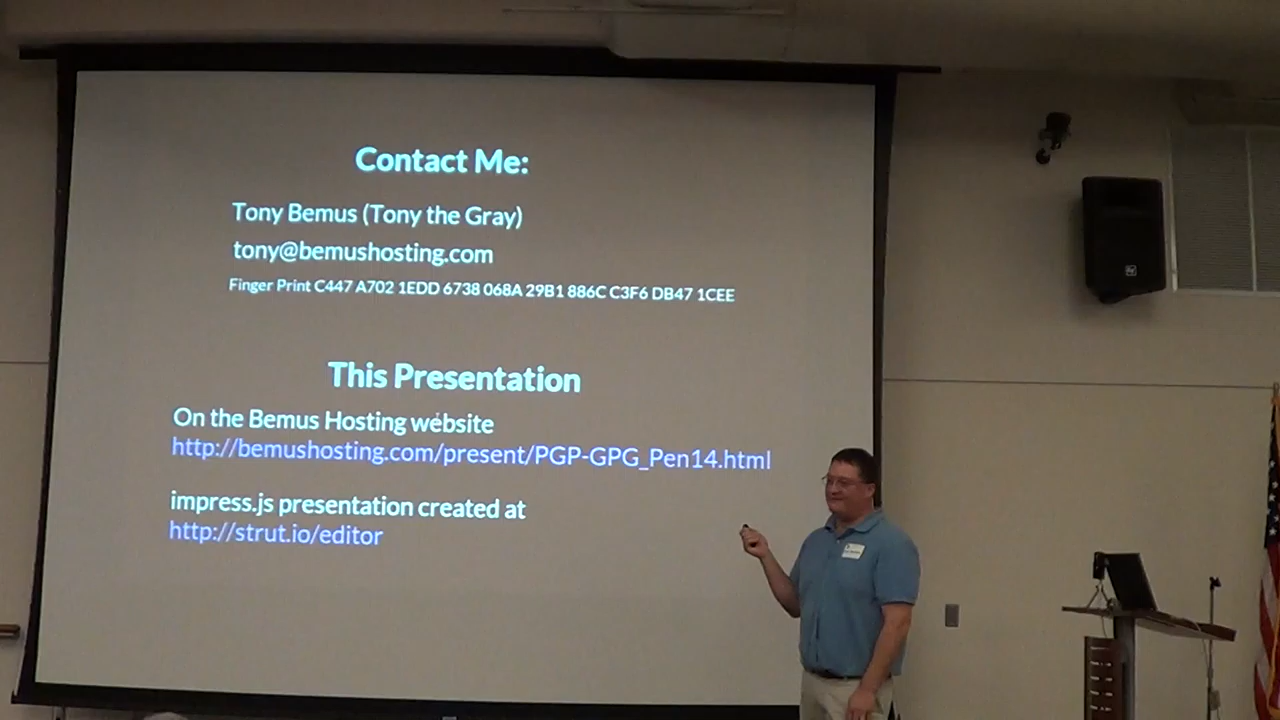 Contact Me:
Tony Bemus (Tony the Gray)
tony@bemushosting.com
Finger Print C447 A702 1EDD 6738 068A 29B1 886C C3F6 DB47 1CEE
This Presentation
On the Bemus Hosting website
http://bemushosting.com/present/PGP-GPG_Pen14.html
impress.js presentation created at
http://strut.io/editor